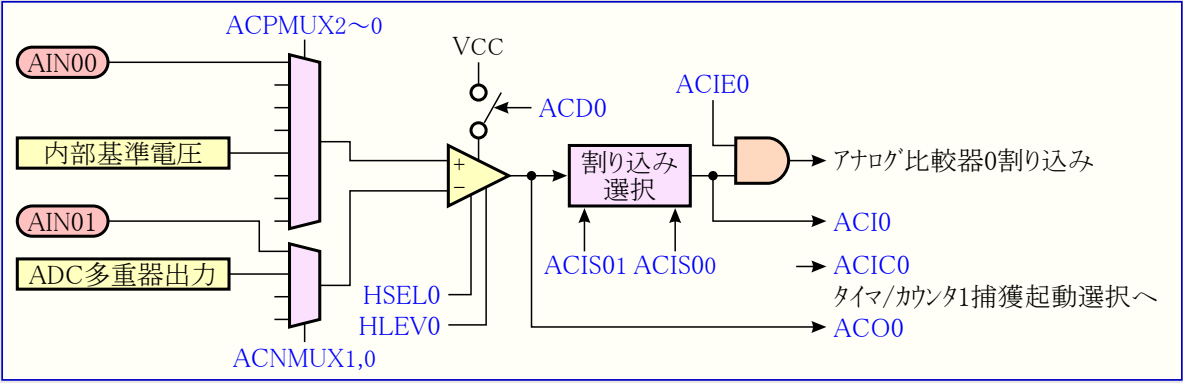 ACPMUX2～0
AIN00
VCC
ACD0
ACIE0
内部基準電圧
+
−
割り込み
選択
アナログ比較器0割り込み
AIN01
ACI0
ADC多重器出力
ACIS01 ACIS00
ACIC0
HSEL0
タイマ/カウンタ1捕獲起動選択へ
HLEV0
ACO0
ACNMUX1,0